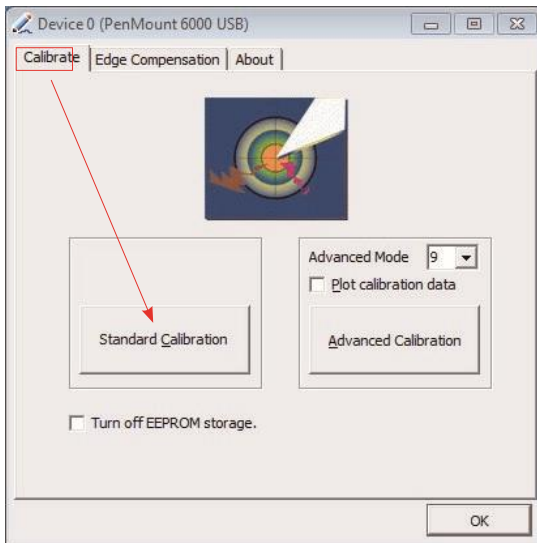 Device 0 (PenMount 6000 USB)
Calibrate Edge Compensation About
Advanced Mode 9
Plot calibration data
Standard Calibration
Advanced Calibration
Turn off EEPROM storage.
OK